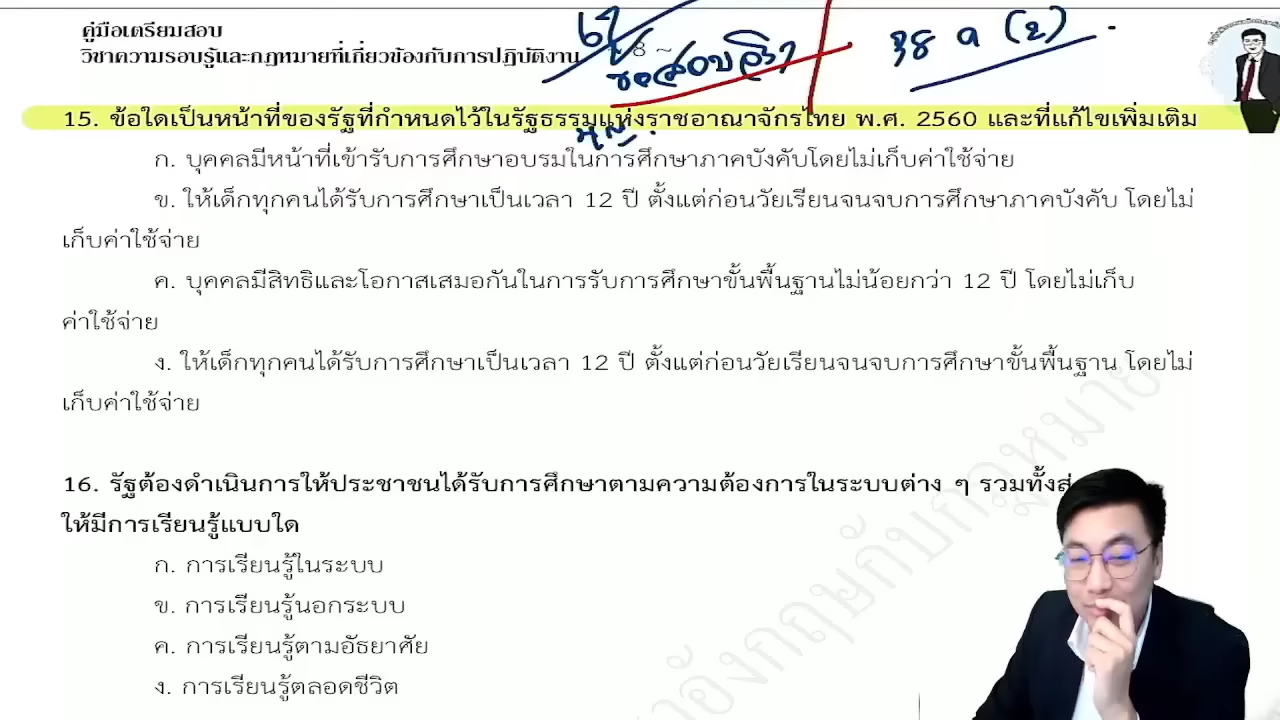 คู่มือเตรียมสอบ
วิชาความรอบรู้และกฎหมายที่เกี่ยวข้องกับการปฏิบัติงาน
~ 8 ~
ข้อสอบจริง
15. ข้อใดเป็นหน้าที่ของรัฐที่กำหนดไว้ในรัฐธรรมนูญแห่งราชอาณาจักรไทย พ.ศ. 2560 และที่แก้ไขเพิ่มเติม
ก. บุคคลมีหน้าที่เข้ารับการศึกษาอบรมในการศึกษาภาคบังคับโดยไม่เก็บค่าใช้จ่าย
ข. ให้เด็กทุกคนได้รับการศึกษาเป็นเวลา 12 ปี ตั้งแต่ก่อนวัยเรียนจนจบการศึกษาภาคบังคับ โดยไม่
เก็บค่าใช้จ่าย
ค. บุคคลมีสิทธิและโอกาสเสมอกันในการรับการศึกษาขั้นพื้นฐานไม่น้อยกว่า 12 ปี โดยไม่เก็บ
ค่าใช้จ่าย
ง. ให้เด็กทุกคนได้รับการศึกษาเป็นเวลา 12 ปี ตั้งแต่ก่อนวัยเรียนจนจบการศึกษาขั้นพื้นฐาน โดยไม่
เก็บค่าใช้จ่าย
16. รัฐต้องดำเนินการให้ประชาชนได้รับการศึกษาตามความต้องการในระบบต่าง ๆ รวมทั้ง
ให้มีการเรียนรู้แบบใด
ก. การเรียนรู้ในระบบ
ข. การเรียนรู้นอกระบบ
ค. การเรียนรู้ตามอัธยาศัย
ง. การเรียนรู้ตลอดชีวิต